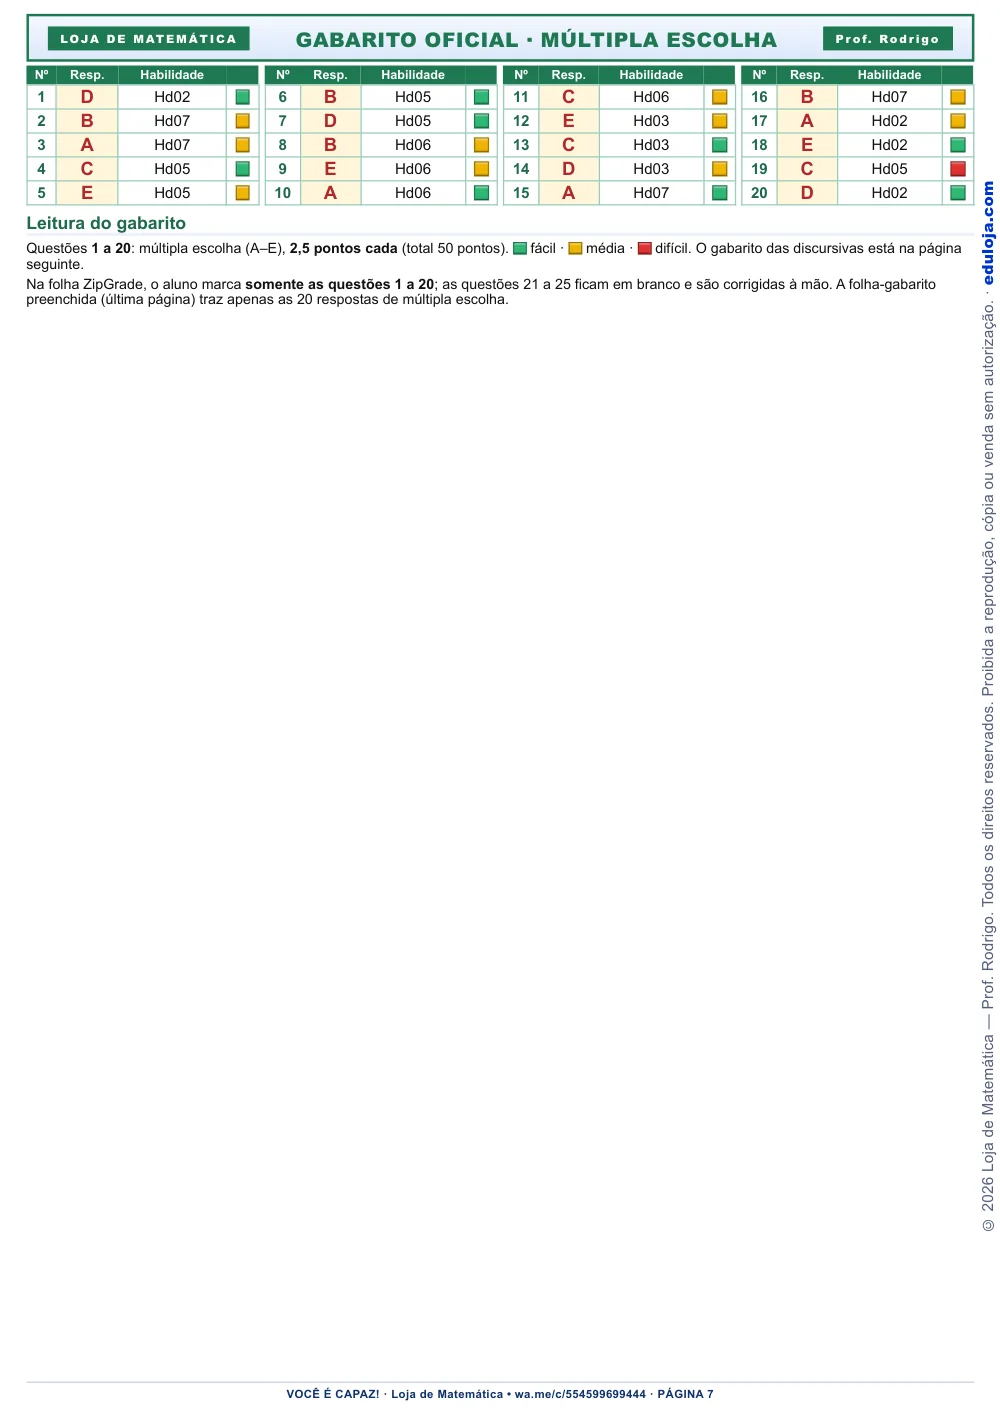 LOJA DE MATEMÁTICA
GABARITO OFICIAL · MÚLTIPLA ESCOLHA
Prof. Rodrigo
Nº Resp. Habilidade
1 D Hd02
2 B Hd07
3 A Hd07
4 C Hd05
5 E Hd05
Nº Resp. Habilidade
6 B Hd05
7 D Hd05
8 B Hd06
9 E Hd06
10 A Hd06
Nº Resp. Habilidade
11 C Hd06
12 E Hd03
13 C Hd03
14 D Hd03
15 A Hd07
Nº Resp. Habilidade
16 B Hd07
17 A Hd02
18 E Hd02
19 C Hd05
20 D Hd02
Leitura do gabarito
Questões 1 a 20: múltipla escolha (A–E), 2,5 pontos cada (total 50 pontos). fácil · média · difícil. O gabarito das discursivas está na página
seguinte.
Na folha ZipGrade, o aluno marca somente as questões 1 a 20; as questões 21 a 25 ficam em branco e são corrigidas à mão. A folha-gabarito
preenchida (última página) traz apenas as 20 respostas de múltipla escolha.
© 2026 Loja de Matemática — Prof. Rodrigo. Todos os direitos reservados. Proibida a reprodução, cópia ou venda sem autorização. · eduloja.com
VOCÊ É CAPAZ! · Loja de Matemática • wa.me/c/554599699444 · PÁGINA 7